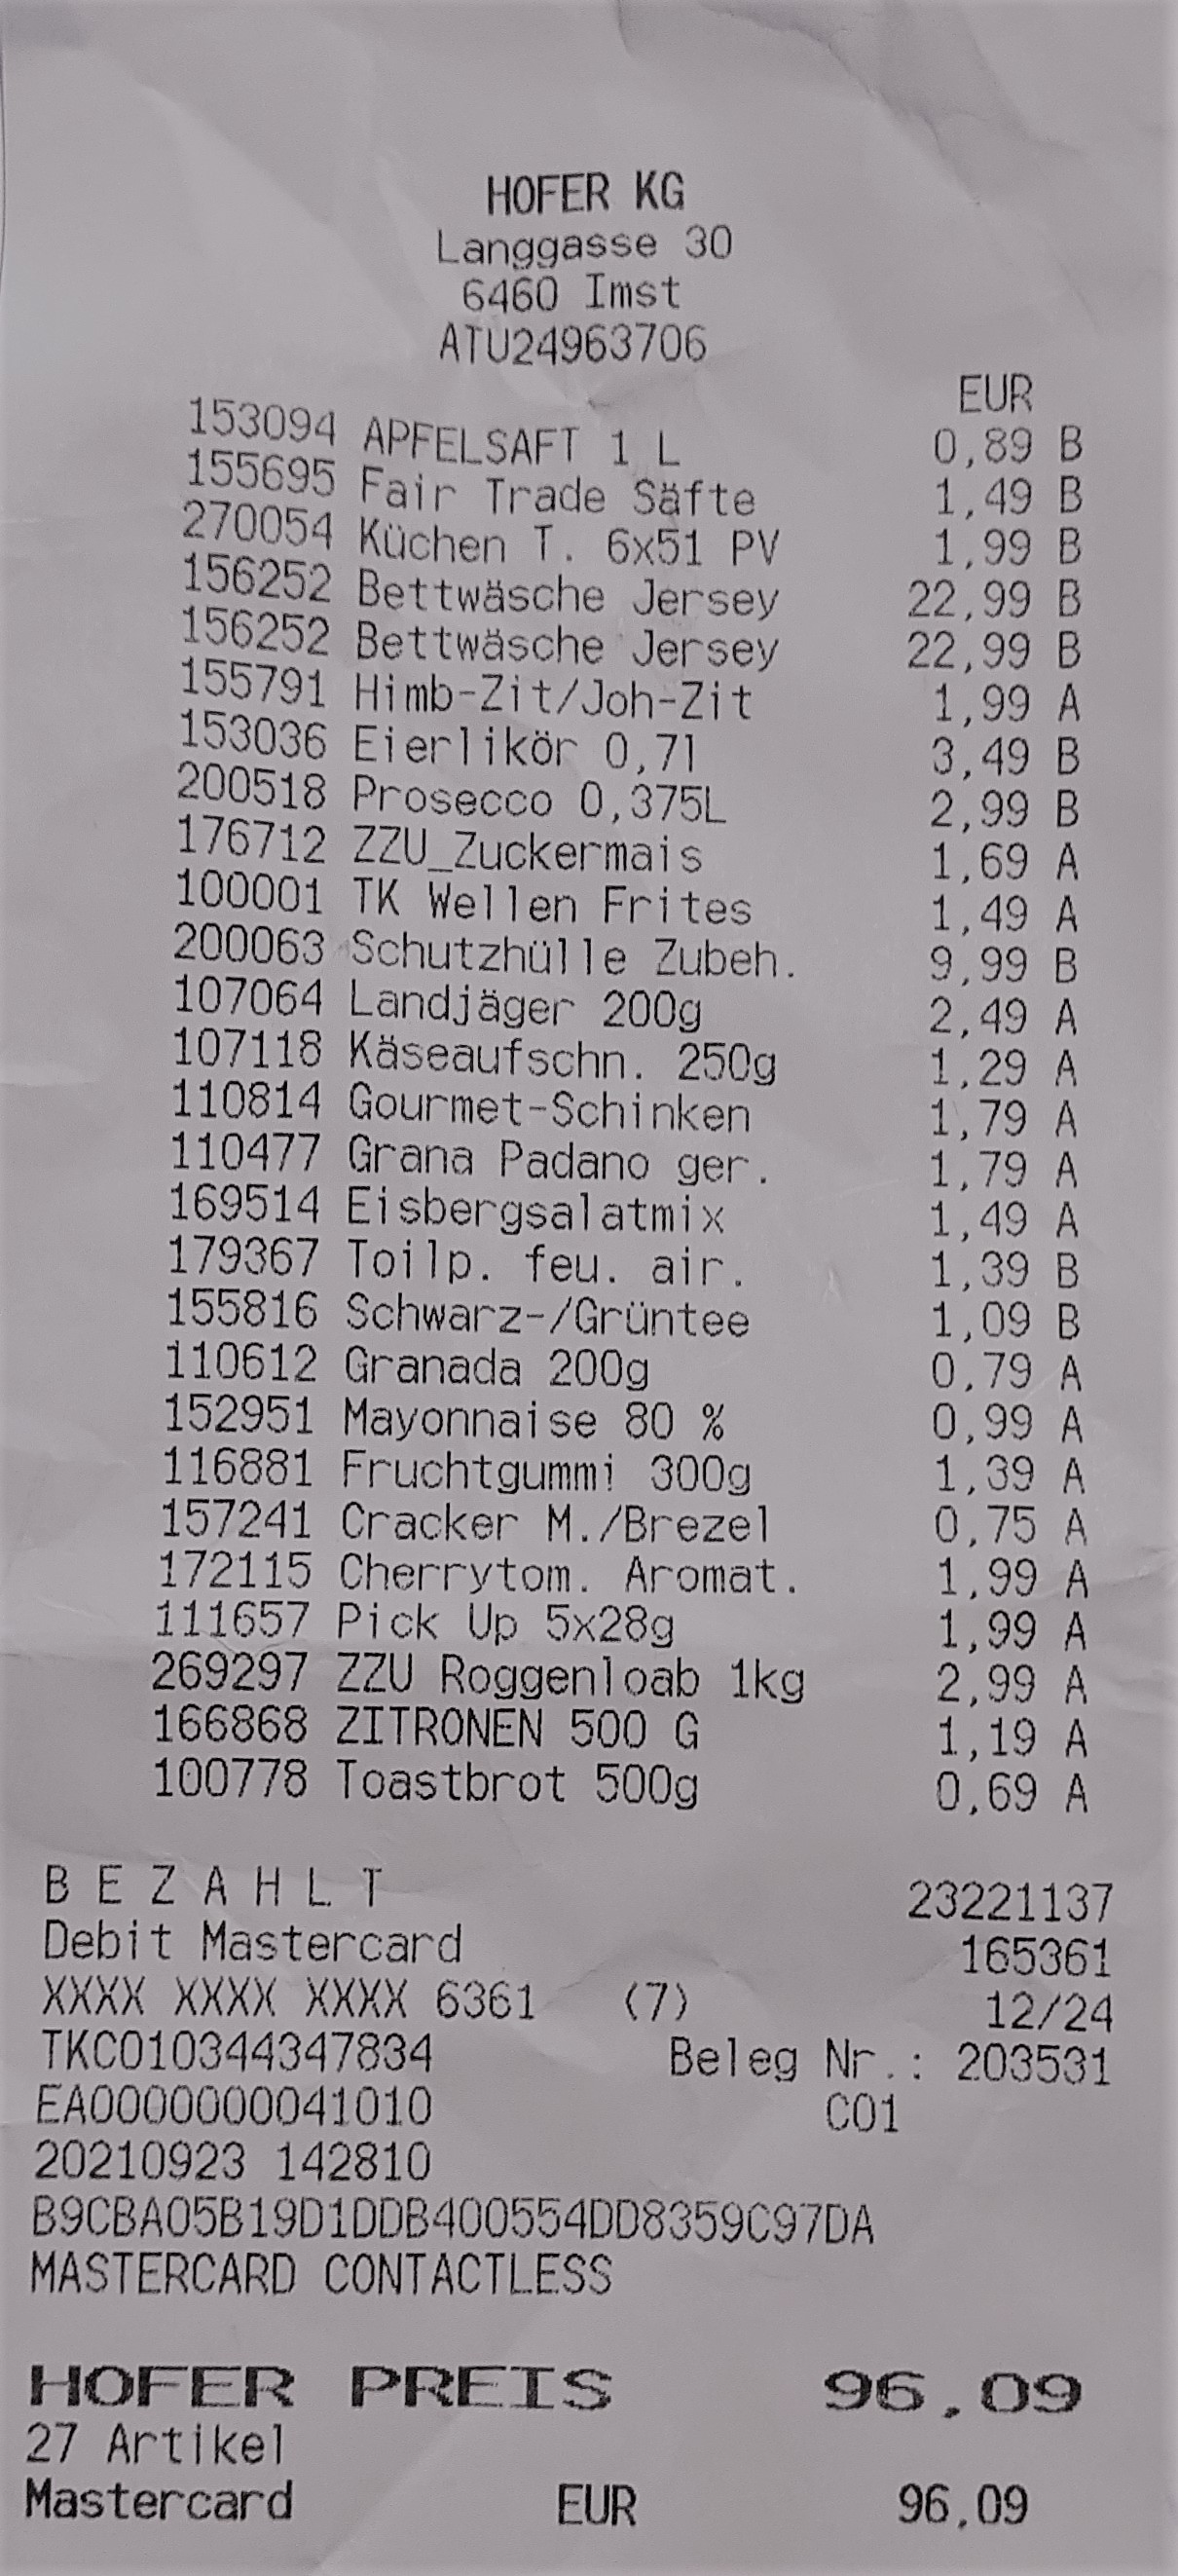 HOFER KG
Langgasse 30
6460 Imst
ATU24963706
EUR
153094 APFELSAFT 1 L 0,89 B
155695 Fair Trade Säfte 1,49 B
270054 Küchen T. 6x51 PV 1,99 B
156252 Bettwäsche Jersey 22,99 B
156252 Bettwäsche Jersey 22,99 B
155791 Himb-Zit/Joh-Zit 1,99 A
153036 Eierlikör 0,7l 3,49 B
200518 Prosecco 0,375L 2,99 B
176712 ZZU_Zuckermais 1,69 A
100001 TK Wellen Frites 1,49 A
200063 Schutzhülle Zubeh. 9,99 B
107064 Landjäger 200g 2,49 A
107118 Käseaufschn. 250g 1,29 A
110814 Gourmet-Schinken 1,79 A
110477 Grana Padano ger. 1,79 A
169514 Eisbergsalatmix 1,49 A
179367 Toilp. feu. air. 1,39 B
155816 Schwarz-/Grüntee 1,09 B
110612 Granada 200g 0,79 A
152951 Mayonnaise 80 % 0,99 A
116881 Fruchtgummi 300g 1,39 A
157241 Cracker M./Brezel 0,75 A
172115 Cherrytom. Aromat. 1,99 A
111657 Pick Up 5x28g 1,99 A
269297 ZZU Roggenloab 1kg 2,99 A
166868 ZITRONEN 500 G 1,19 A
100778 Toastbrot 500g 0,69 A
B E Z A H L T 23221137
Debit Mastercard 165361
XXXX XXXX XXXX 6361 (7) 12/24
TKC010344347834 Beleg Nr.: 203531
EA0000000041010 C01
20210923 142810
B9CBA05B19D1DDB400554DD8359C97DA
MASTERCARD CONTACTLESS
HOFER PREIS 96,09
27 Artikel
Mastercard EUR 96,09